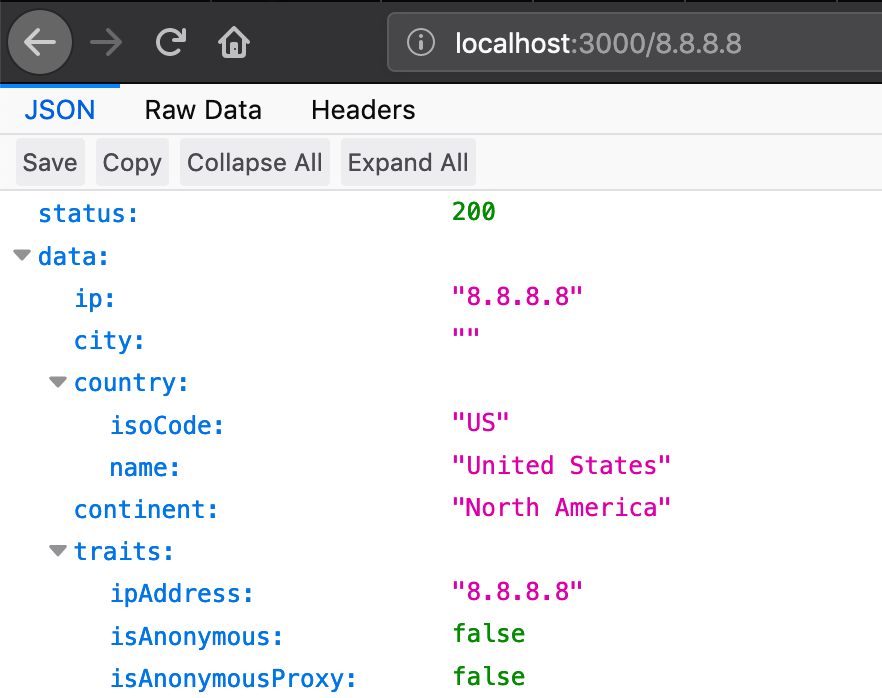 localhost:3000/8.8.8.8
JSON Raw Data Headers
Save Copy Collapse All Expand All
status: 200
data:
ip: "8.8.8.8"
city: ""
country:
isoCode: "US"
name: "United States"
continent: "North America"
traits:
ipAddress: "8.8.8.8"
isAnonymous: false
isAnonymousProxy: false